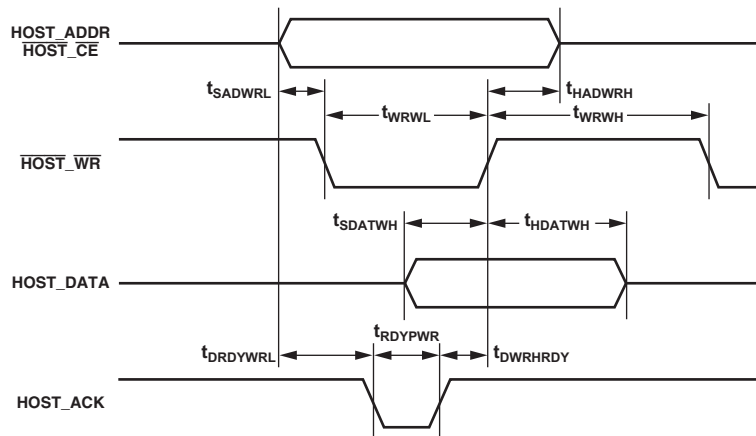 HOST_ADDR
HOST_CE
tSADWRL
tHADWRH
tWRWL
tWRWH
HOST_WR
tSDATWH
tHDATWH
HOST_DATA
tRDYPWR
tDRDYWRL
tDWRHRDY
HOST_ACK